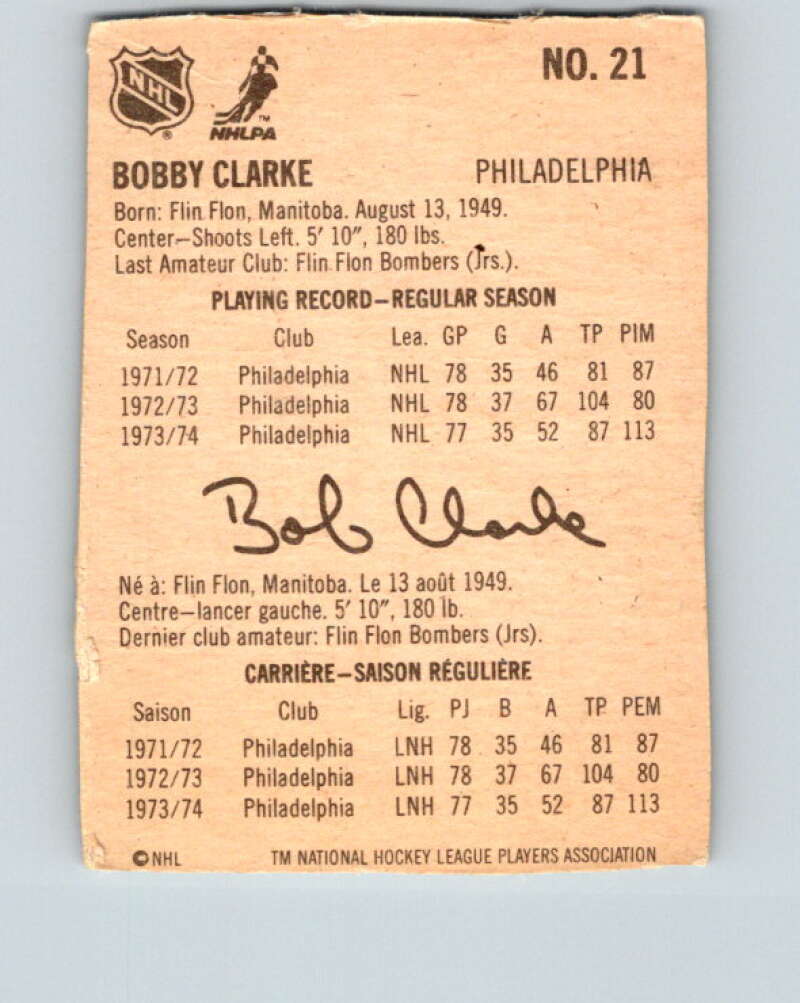 NHL NHLPA ™ ® NO. 21
BOBBY CLARKE PHILADELPHIA
Born: Flin Flon, Manitoba. August 13, 1949.
Center—Shoots Left. 5′ 10″, 180 lbs.
Last Amateur Club: Flin Flon Bombers (Jrs.).
PLAYING RECORD—REGULAR SEASON
Season Club Lea. GP G A TP PIM
1971/72 Philadelphia NHL 78 35 46 81 87
1972/73 Philadelphia NHL 78 37 67 104 80
1973/74 Philadelphia NHL 77 35 52 87 113
Bob Clarke
Né à: Flin Flon, Manitoba. Le 13 août 1949.
Centre—lancer gauche. 5′ 10″, 180 lb.
Dernier club amateur: Flin Flon Bombers (Jrs).
CARRIÈRE—SAISON RÉGULIÈRE
Saison Club Lig. PJ B A TP PEM
1971/72 Philadelphia LNH 78 35 46 81 87
1972/73 Philadelphia LNH 78 37 67 104 80
1973/74 Philadelphia LNH 77 35 52 87 113
©NHL TM NATIONAL HOCKEY LEAGUE PLAYERS ASSOCIATION